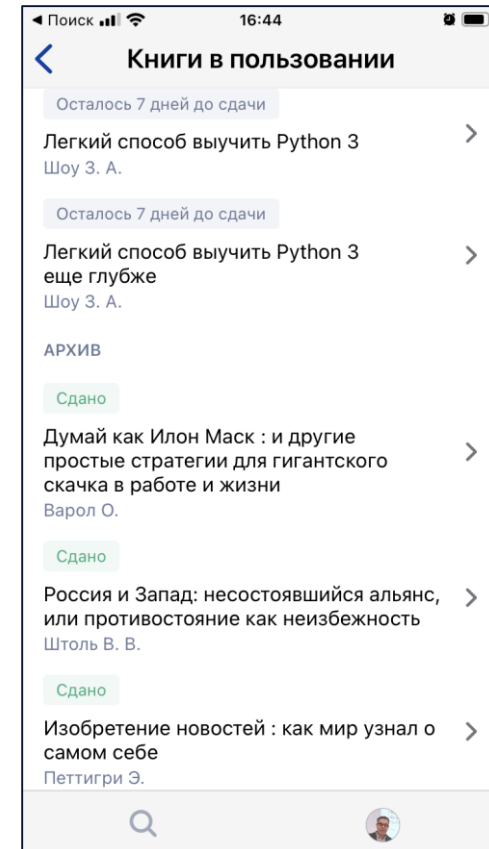 Поиск 16:44
Книги в пользовании
Осталось 7 дней до сдачи
Легкий способ выучить Python 3
Шоу З. А.
Осталось 7 дней до сдачи
Легкий способ выучить Python 3
еще глубже
Шоу З. А.
АРХИВ
Сдано
Думай как Илон Маск : и другие
простые стратегии для гигантского
скачка в работе и жизни
Варол О.
Сдано
Россия и Запад: несостоявшийся альянс,
или противостояние как неизбежность
Штоль В. В.
Сдано
Изобретение новостей : как мир узнал о
самом себе
Петтигри Э.